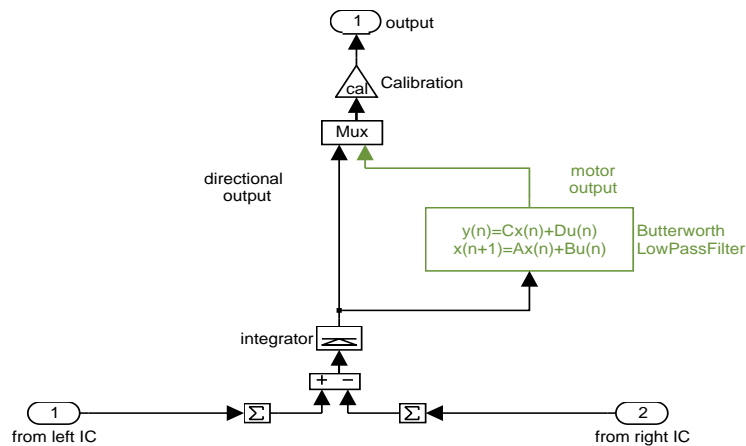 1
output
cal
Calibration
Mux
directional
output
motor
output
y(n)=Cx(n)+Du(n)
x(n+1)=Ax(n)+Bu(n)
Butterworth
LowPassFilter
integrator
+ −
1
Σ
Σ
2
from left IC
from right IC